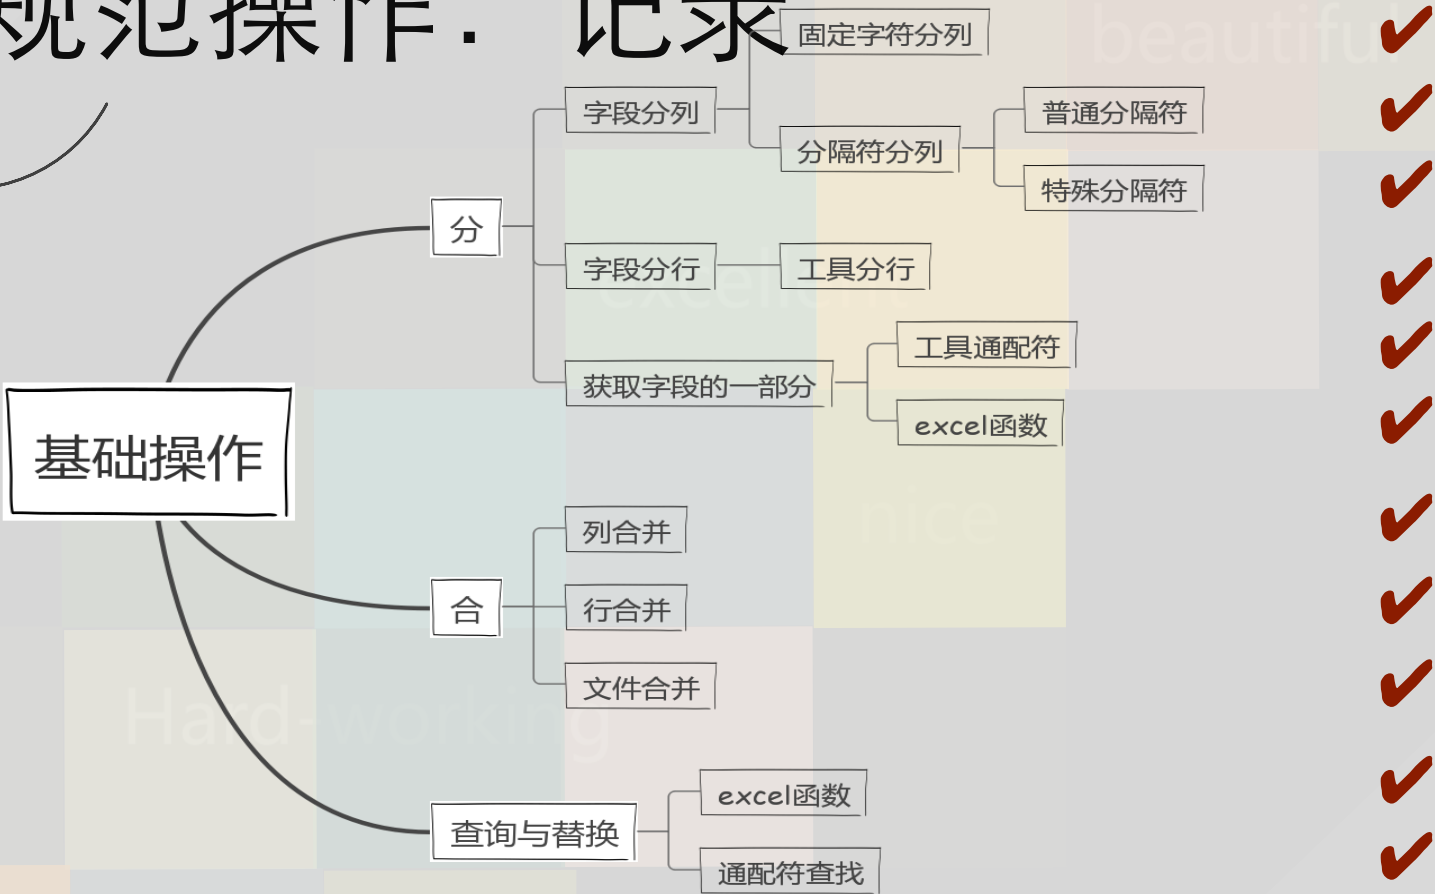 规范操作：记录
beautiful
固定字符分列
字段分列
普通分隔符
分隔符分列
特殊分隔符
分
字段分行
工具分行
excellent
工具通配符
获取字段的一部分
excel函数
基础操作
nice
列合并
合
行合并
文件合并
Hard-working
excel函数
查询与替换
通配符查找